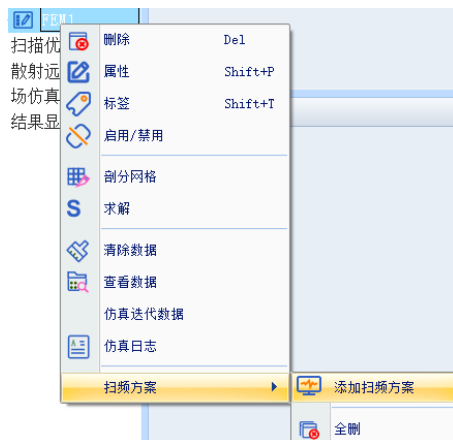 FEM1
扫描优
散射远
场仿真
结果显
删除 Del
属性 Shift+P
标签 Shift+T
启用/禁用
剖分网格
S 求解
清除数据
查看数据
仿真迭代数据
仿真日志
扫频方案
添加扫频方案
全删